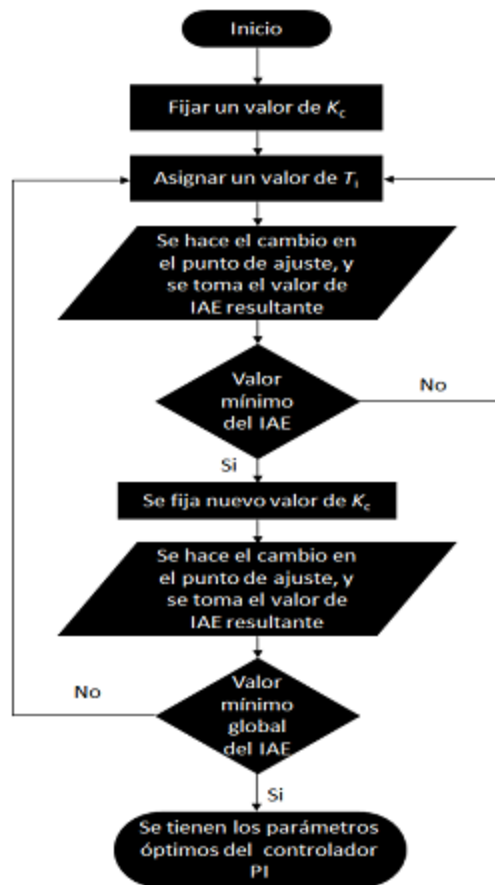 Inicio
Fijar un valor de Kc
Asignar un valor de Ti
Se hace el cambio en
el punto de ajuste, y
se toma el valor de
IAE resultante
Valor
mínimo
del IAE
No
Si
Se fija nuevo valor de Kc
Se hace el cambio en
el punto de ajuste, y
se toma el valor de
IAE resultante
No
Valor
mínimo
global
del IAE
Si
Se tienen los parámetros
óptimos del controlador
PI